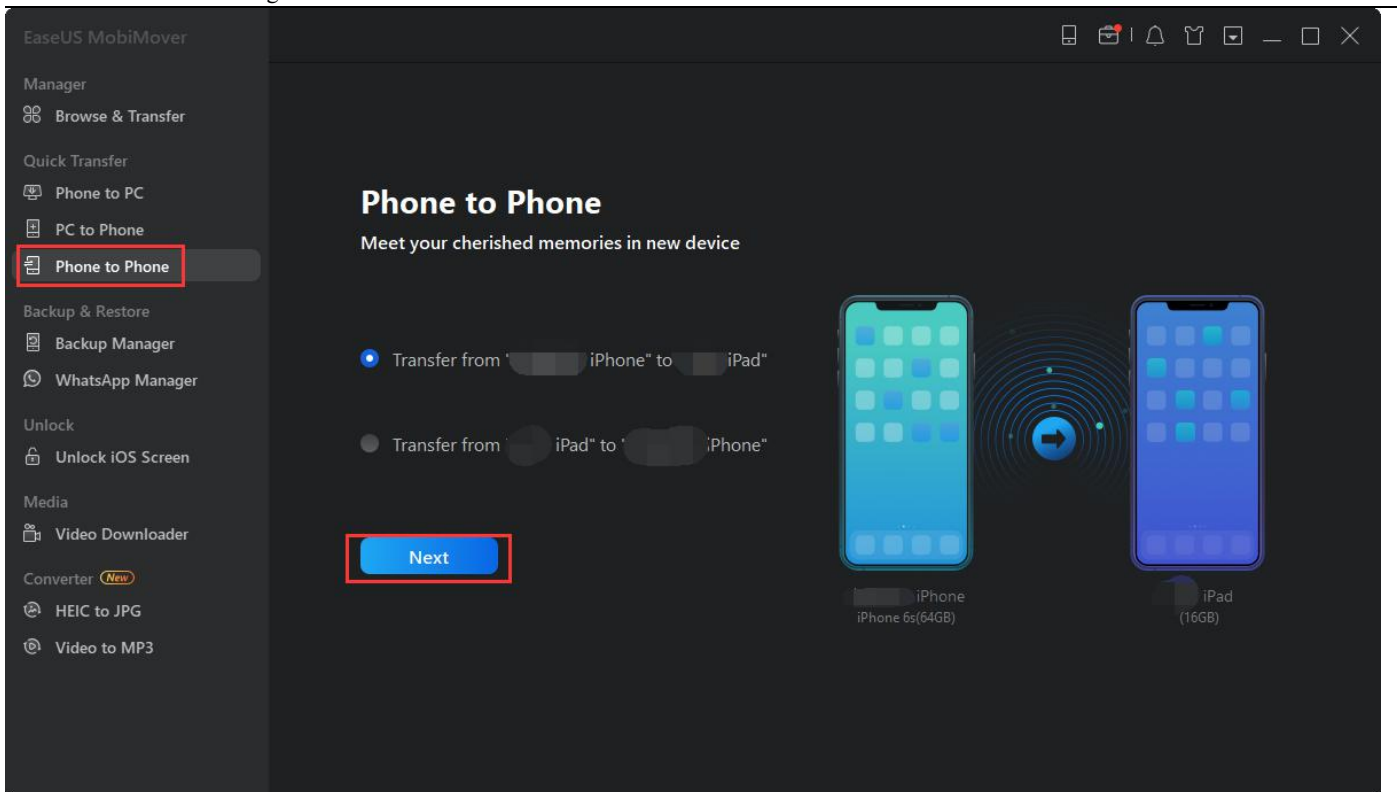 EaseUS MobiMover
Manager
Browse & Transfer
Quick Transfer
Phone to PC
PC to Phone
Phone to Phone
Backup & Restore
Backup Manager
WhatsApp Manager
Unlock
Unlock iOS Screen
Media
Video Downloader
Converter New
HEIC to JPG
Video to MP3
Phone to Phone
Meet your cherished memories in new device
Transfer from " iPhone" to iPad"
Transfer from " iPad" to " iPhone"
Next
iPhone
iPhone 6s(64GB)
iPad
(16GB)